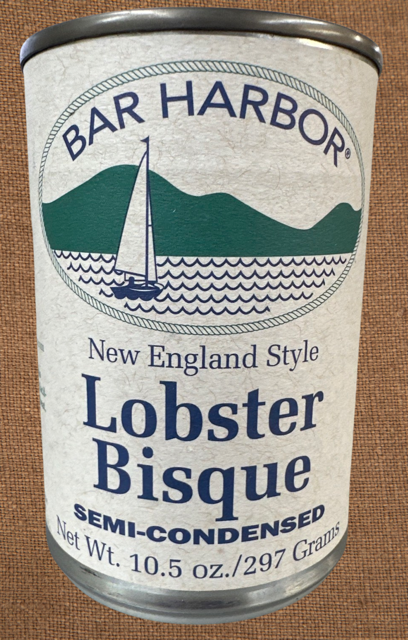 BAR HARBOR®
New England Style
Lobster
Bisque
SEMI-CONDENSED
Net Wt. 10.5 oz./297 Grams